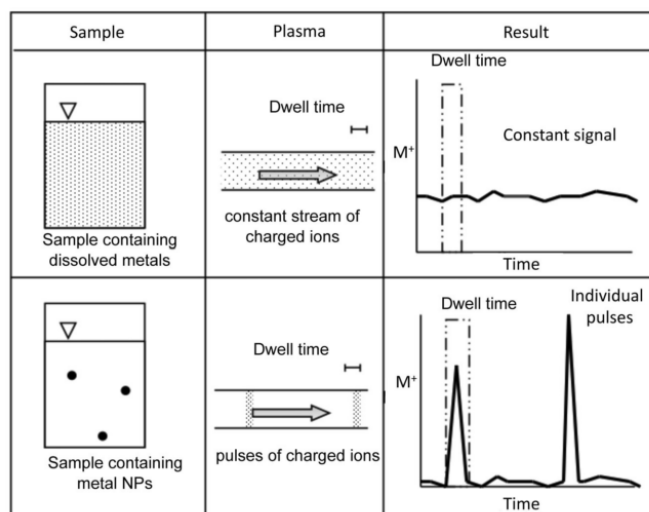 Sample
Plasma
Result
Sample containing
dissolved metals
Dwell time
constant stream of
charged ions
Dwell time
M⁺
Constant signal
Time
Sample containing
metal NPs
Dwell time
pulses of charged ions
Dwell time
Individual
pulses
M⁺
Time